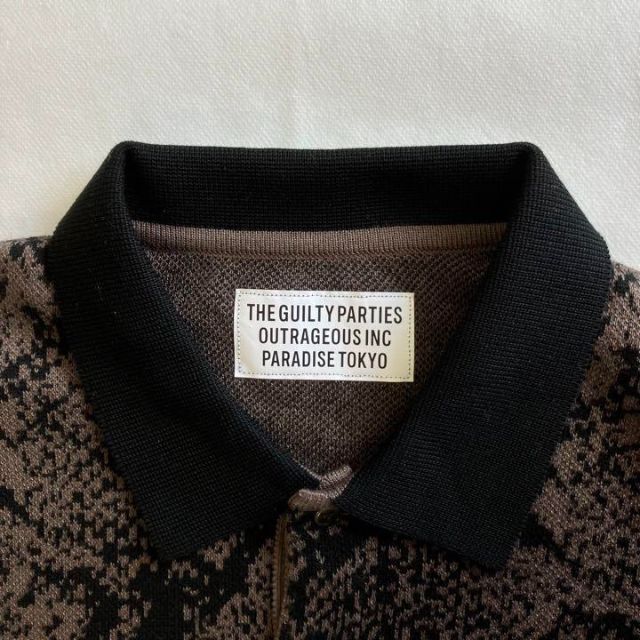 THE GUILTY PARTIES
OUTRAGEOUS INC
PARADISE TOKYO